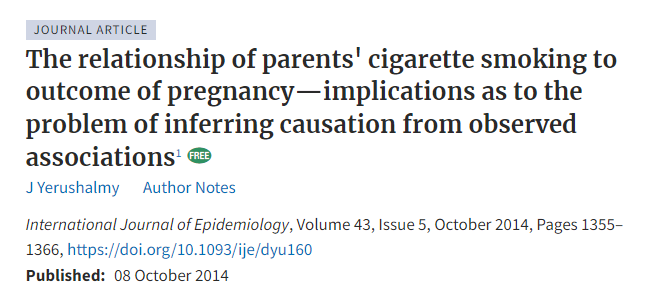 JOURNAL ARTICLE
The relationship of parents' cigarette smoking to
outcome of pregnancy—implications as to the
problem of inferring causation from observed
associations1 FREE
J Yerushalmy Author Notes
International Journal of Epidemiology, Volume 43, Issue 5, October 2014, Pages 1355–
1366, https://doi.org/10.1093/ije/dyu160
Published: 08 October 2014